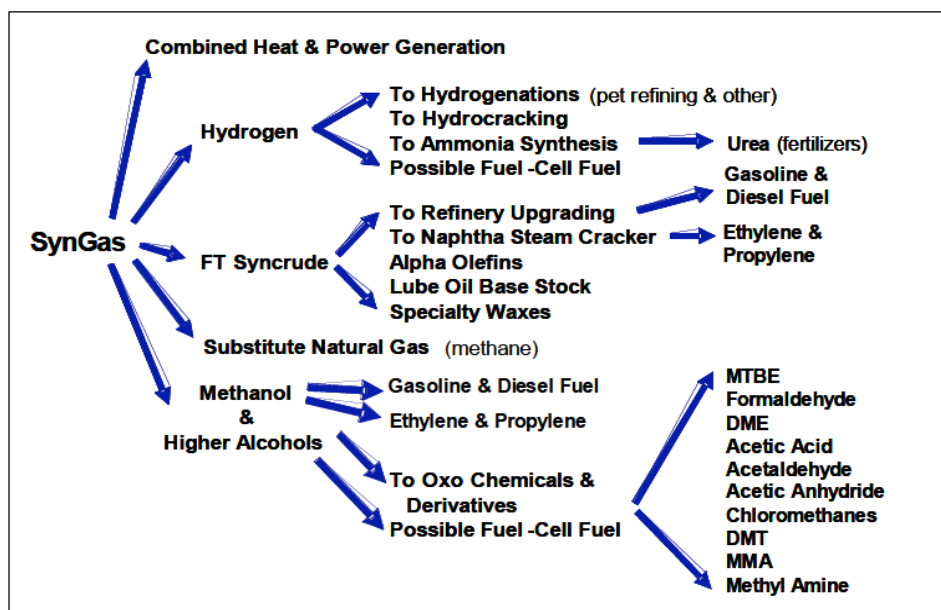 Combined Heat & Power Generation
To Hydrogenations (pet refining & other)
To Hydrocracking
Hydrogen
To Ammonia Synthesis
Urea (fertilizers)
Possible Fuel -Cell Fuel
Gasoline &
Diesel Fuel
To Refinery Upgrading
SynGas
To Naphtha Steam Cracker
Ethylene &
Propylene
FT Syncrude
Alpha Olefins
Lube Oil Base Stock
Specialty Waxes
Substitute Natural Gas (methane)
Methanol
&
Higher Alcohols
Gasoline & Diesel Fuel
Ethylene & Propylene
To Oxo Chemicals &
Derivatives
Possible Fuel -Cell Fuel
MTBE
Formaldehyde
DME
Acetic Acid
Acetaldehyde
Acetic Anhydride
Chloromethanes
DMT
MMA
Methyl Amine